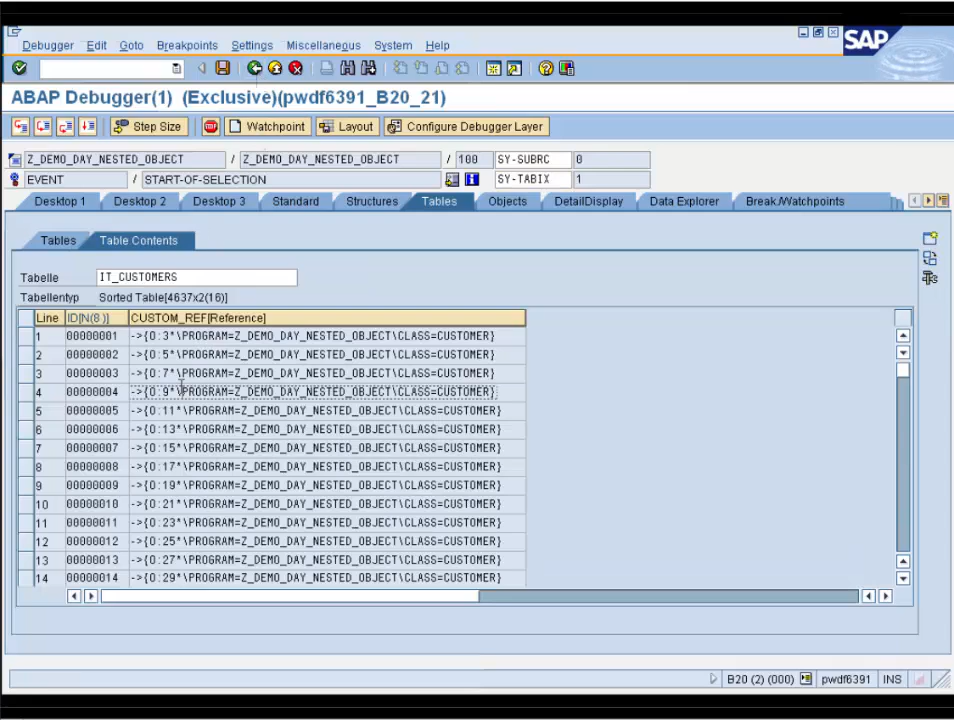 Debugger Edit Goto Breakpoints Settings Miscellaneous System Help
SAP
ABAP Debugger(1) (Exclusive)(pwdf6391_B20_21)
Step Size Watchpoint Layout Configure Debugger Layer
Z_DEMO_DAY_NESTED_OBJECT / Z_DEMO_DAY_NESTED_OBJECT / 100 SY-SUBRC 0
EVENT / START-OF-SELECTION SY-TABIX 1
Desktop 1 Desktop 2 Desktop 3 Standard Structures Tables Objects DetailDisplay Data Explorer Break./Watchpoints
Tables Table Contents
Tabelle IT_CUSTOMERS
Tabellentyp Sorted Table[4637x2(16)]
Line ID[N(8)] CUSTOM_REF[Reference]
1 00000001 ->{O:3*\PROGRAM=Z_DEMO_DAY_NESTED_OBJECT\CLASS=CUSTOMER}
2 00000002 ->{O:5*\PROGRAM=Z_DEMO_DAY_NESTED_OBJECT\CLASS=CUSTOMER}
3 00000003 ->{O:7*\PROGRAM=Z_DEMO_DAY_NESTED_OBJECT\CLASS=CUSTOMER}
4 00000004 ->{O:9*\PROGRAM=Z_DEMO_DAY_NESTED_OBJECT\CLASS=CUSTOMER}
5 00000005 ->{O:11*\PROGRAM=Z_DEMO_DAY_NESTED_OBJECT\CLASS=CUSTOMER}
6 00000006 ->{O:13*\PROGRAM=Z_DEMO_DAY_NESTED_OBJECT\CLASS=CUSTOMER}
7 00000007 ->{O:15*\PROGRAM=Z_DEMO_DAY_NESTED_OBJECT\CLASS=CUSTOMER}
8 00000008 ->{O:17*\PROGRAM=Z_DEMO_DAY_NESTED_OBJECT\CLASS=CUSTOMER}
9 00000009 ->{O:19*\PROGRAM=Z_DEMO_DAY_NESTED_OBJECT\CLASS=CUSTOMER}
10 00000010 ->{O:21*\PROGRAM=Z_DEMO_DAY_NESTED_OBJECT\CLASS=CUSTOMER}
11 00000011 ->{O:23*\PROGRAM=Z_DEMO_DAY_NESTED_OBJECT\CLASS=CUSTOMER}
12 00000012 ->{O:25*\PROGRAM=Z_DEMO_DAY_NESTED_OBJECT\CLASS=CUSTOMER}
13 00000013 ->{O:27*\PROGRAM=Z_DEMO_DAY_NESTED_OBJECT\CLASS=CUSTOMER}
14 00000014 ->{O:29*\PROGRAM=Z_DEMO_DAY_NESTED_OBJECT\CLASS=CUSTOMER}
B20 (2) (000) pwdf6391 INS